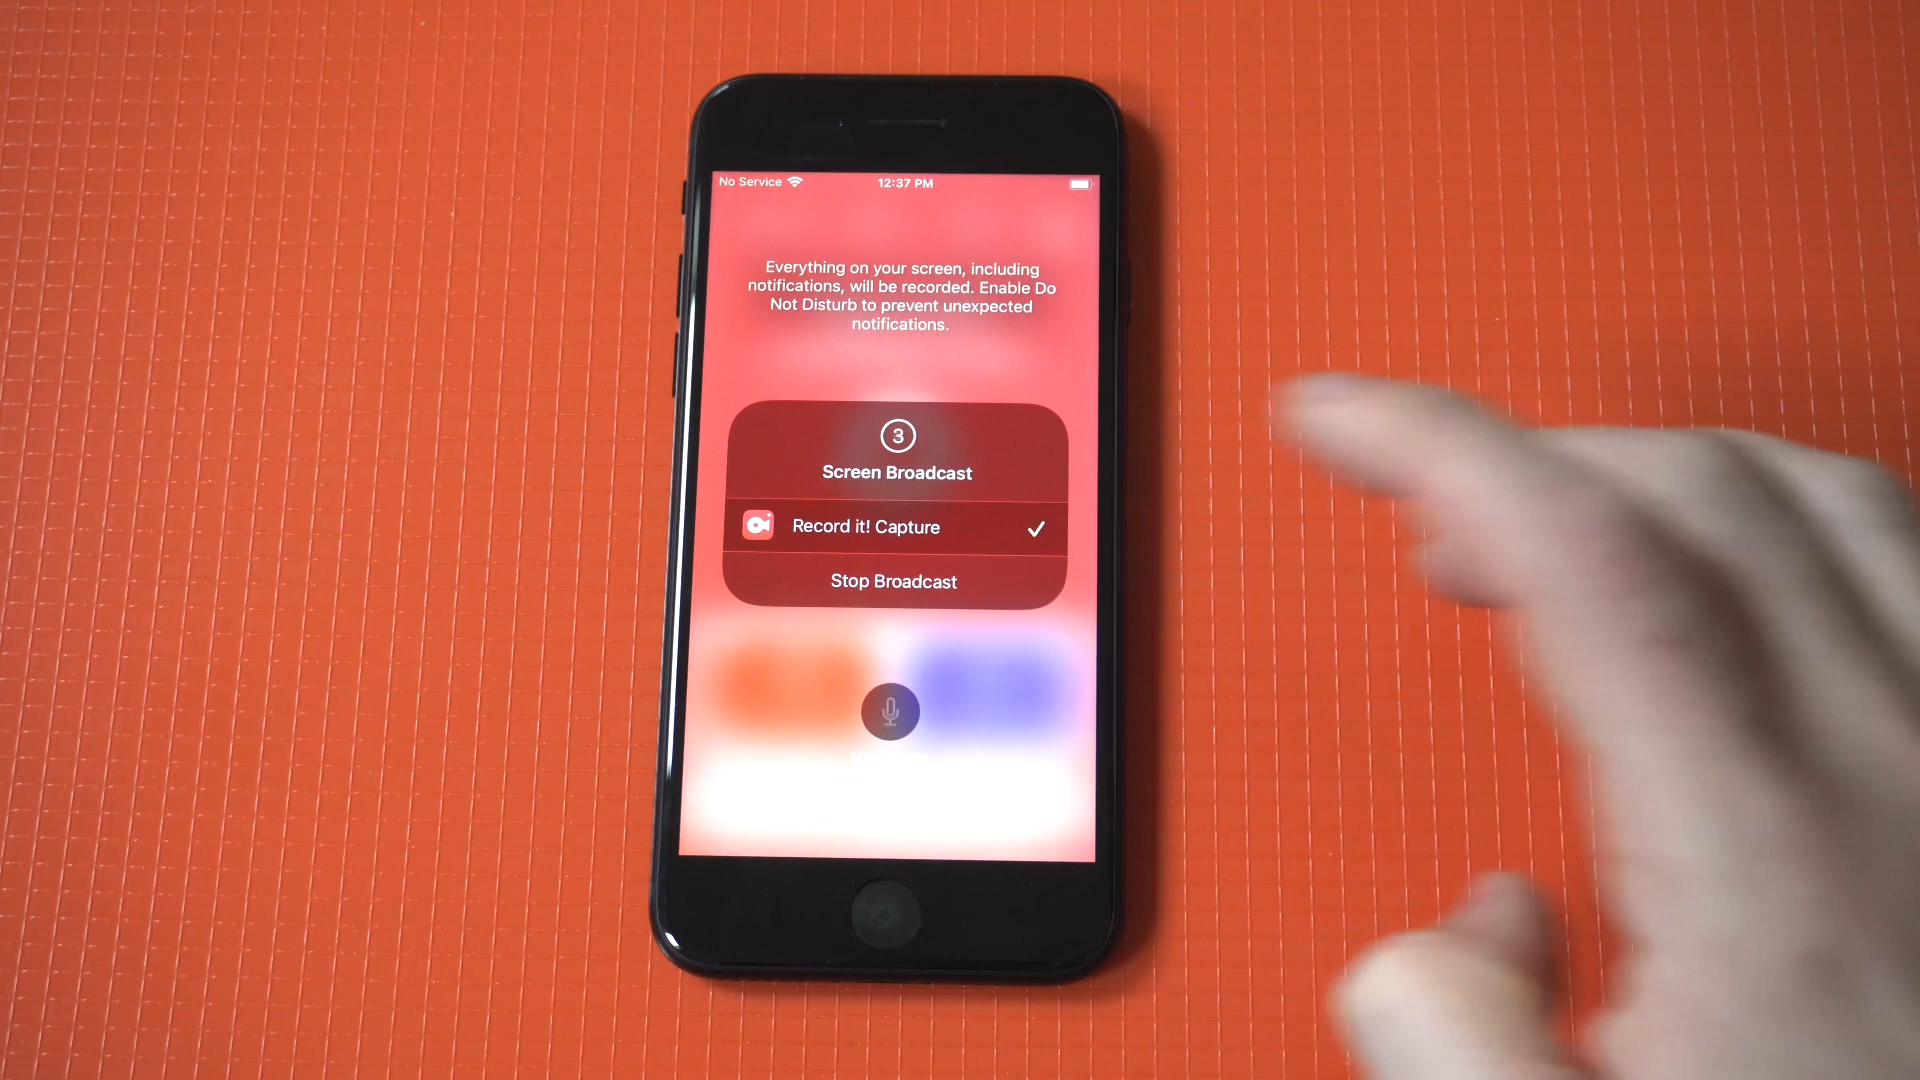 No Service
12:37 PM
Everything on your screen, including
notifications, will be recorded. Enable Do
Not Disturb to prevent unexpected
notifications.
3
Screen Broadcast
Record it! Capture
Stop Broadcast